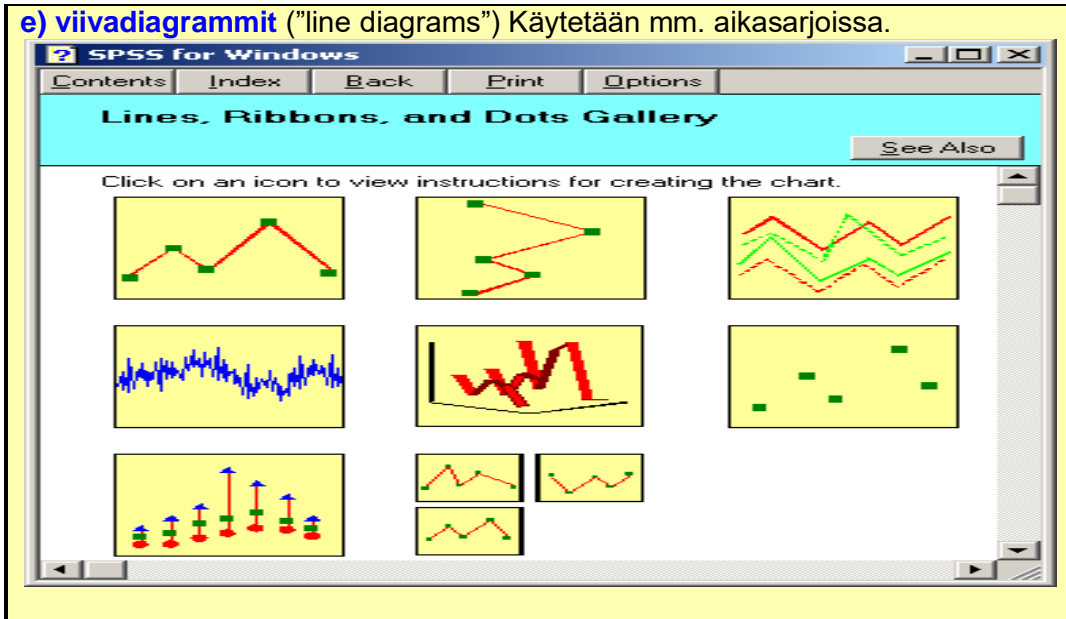 e) viivadiagrammit (”line diagrams”) Käytetään mm. aikasarjoissa.
SPSS for Windows
Contents Index Back Print Options
Lines, Ribbons, and Dots Gallery
See Also
Click on an icon to view instructions for creating the chart.